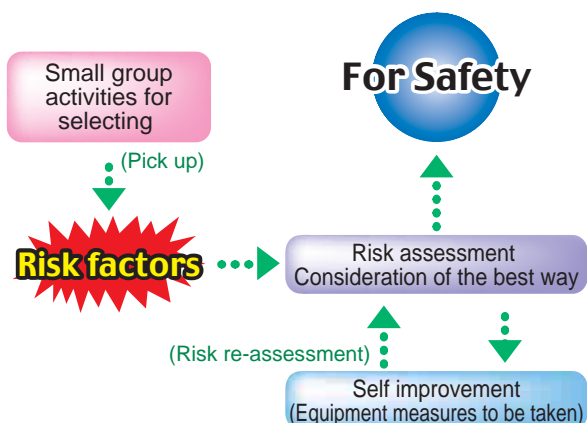 Small group
activities for
selecting
For Safety
(Pick up)
Risk factors
Risk assessment
Consideration of the best way
(Risk re-assessment)
Self improvement
(Equipment measures to be taken)